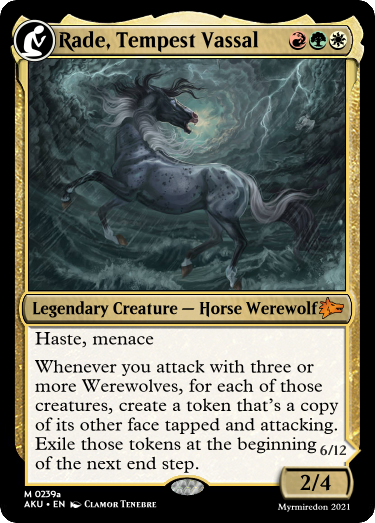 Rade, Tempest Vassal
Legendary Creature — Horse Werewolf
Haste, menace
Whenever you attack with three or
more Werewolves, for each of those
creatures, create a token that's a copy
of its other face tapped and attacking.
Exile those tokens at the beginning
of the next end step.
6/12
2/4
M 0239a
AKU • EN CLAMOR TENEBRE
Myrmiredon 2021